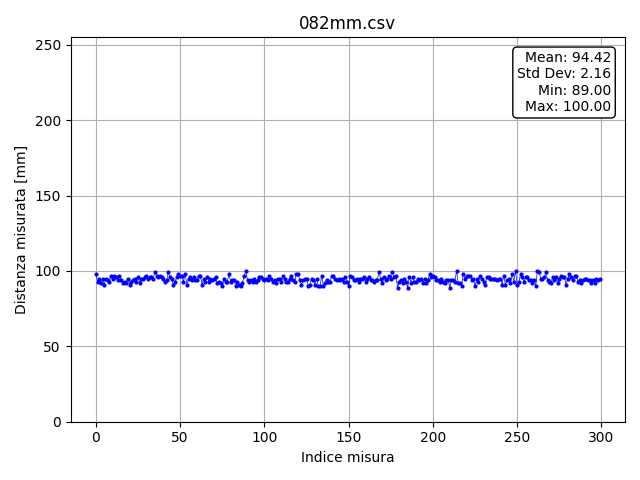 082mm.csv
Mean: 94.42
Std Dev: 2.16
Min: 89.00
Max: 100.00
Distanza misurata [mm]
250
200
150
100
50
0
0 50 100 150 200 250 300
Indice misura